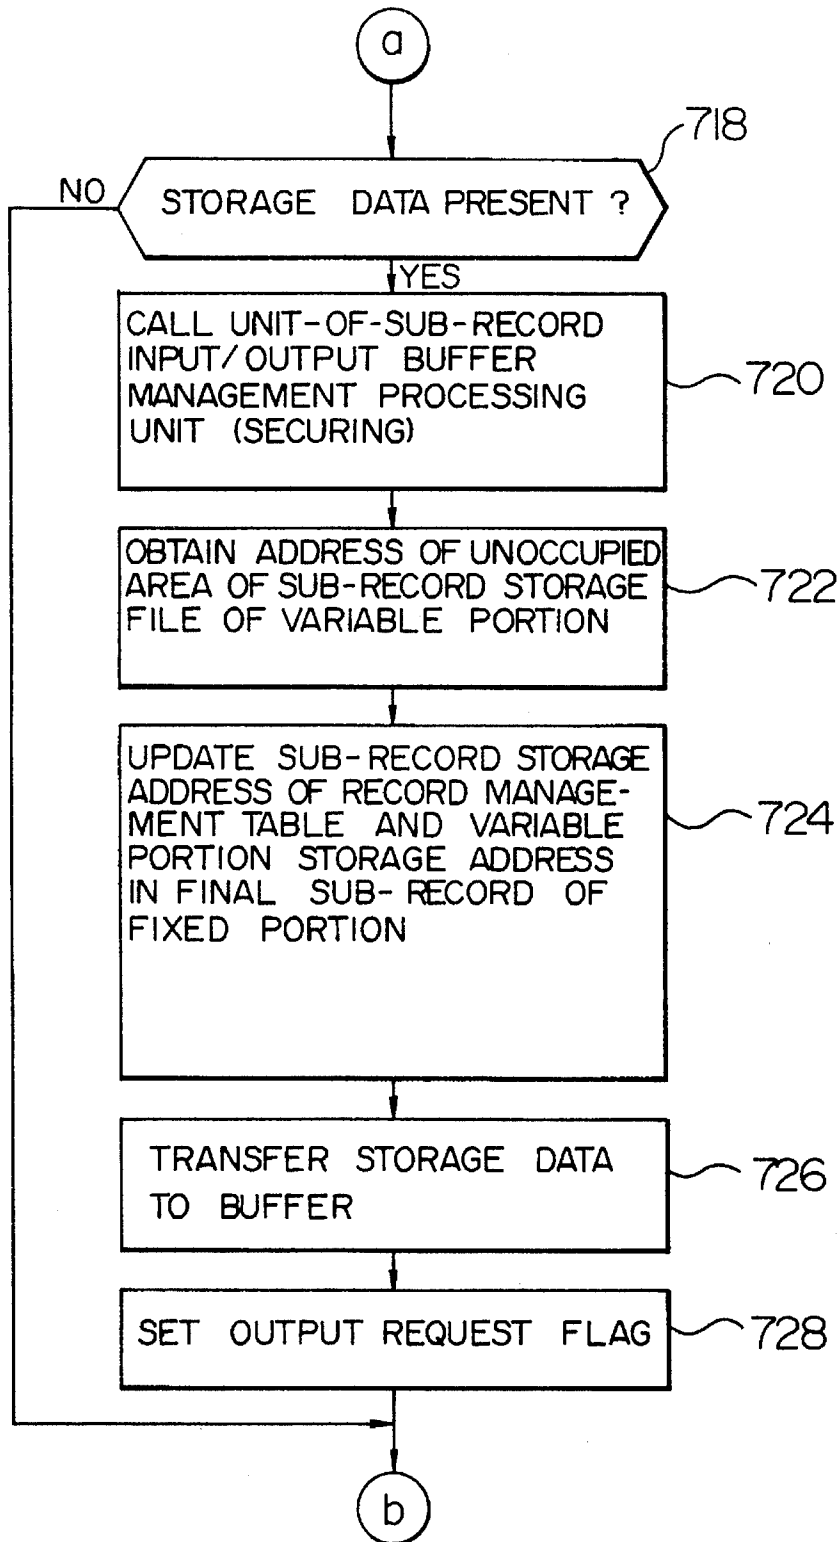 a
718
NO
STORAGE DATA PRESENT ?
YES
CALL UNIT-OF-SUB-RECORD
INPUT/OUTPUT BUFFER
MANAGEMENT PROCESSING
UNIT (SECURING)
720
OBTAIN ADDRESS OF UNOCCUPIED
AREA OF SUB-RECORD STORAGE
FILE OF VARIABLE PORTION
722
UPDATE SUB-RECORD STORAGE
ADDRESS OF RECORD MANAGE-
MENT TABLE AND VARIABLE
PORTION STORAGE ADDRESS
IN FINAL SUB-RECORD OF
FIXED PORTION
724
TRANSFER STORAGE DATA
TO BUFFER
726
SET OUTPUT REQUEST FLAG
728
b